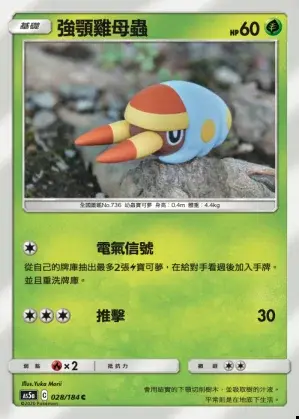 基礎 強顎雞母蟲 HP60
全國圖鑑No.736 幼蟲寶可夢 身高：0.4m 體重：4.4kg
電氣信號
從自己的牌庫抽出最多2張寶可夢，在給對手看過後加入手牌。
並且重洗牌庫。
推擊 30
弱點 ×2 抵抗力 撤退
Illus.Yuka Morii
AS5a C 028/184 C
©2020 Pokémon
會用結實的下顎切削樹木，並吸取樹的汁液。
平常則是在地底下生活。